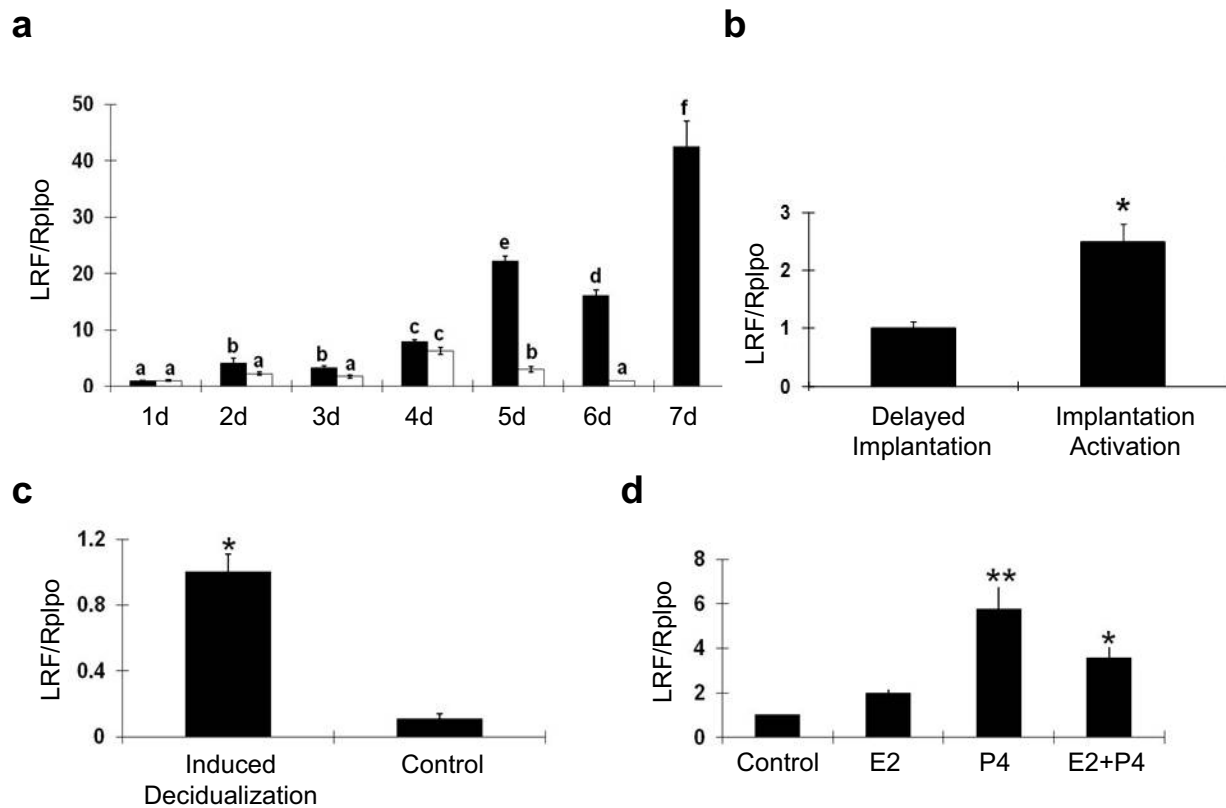 a
50
40
30
20
10
0
LRF/Rplpo
a a b a b a c c e b d a f
1d 2d 3d 4d 5d 6d 7d
b
3
2
1
0
LRF/Rplpo
*
Delayed
Implantation
Implantation
Activation
c
1.2
0.8
0.4
0
LRF/Rplpo
*
Induced
Decidualization
Control
d
8
6
4
2
0
LRF/Rplpo
**
*
Control E2 P4 E2+P4